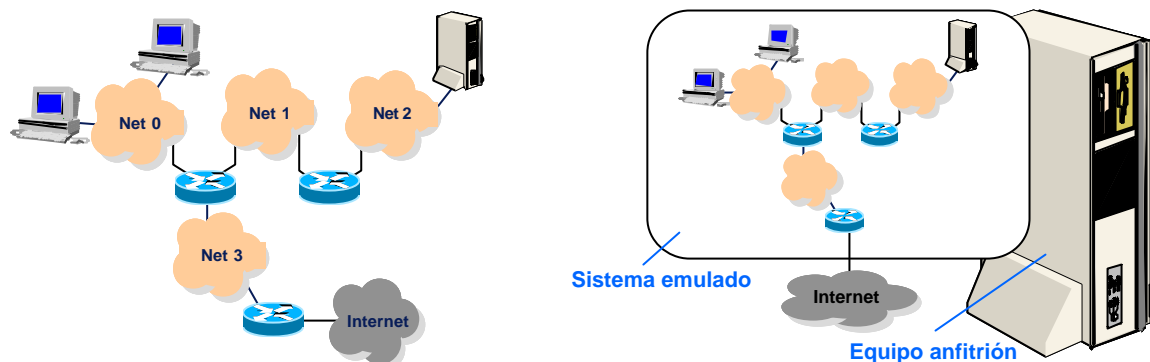 Net 0
Net 1
Net 2
Net 3
Internet
Sistema emulado
Internet
Equipo anfitrión